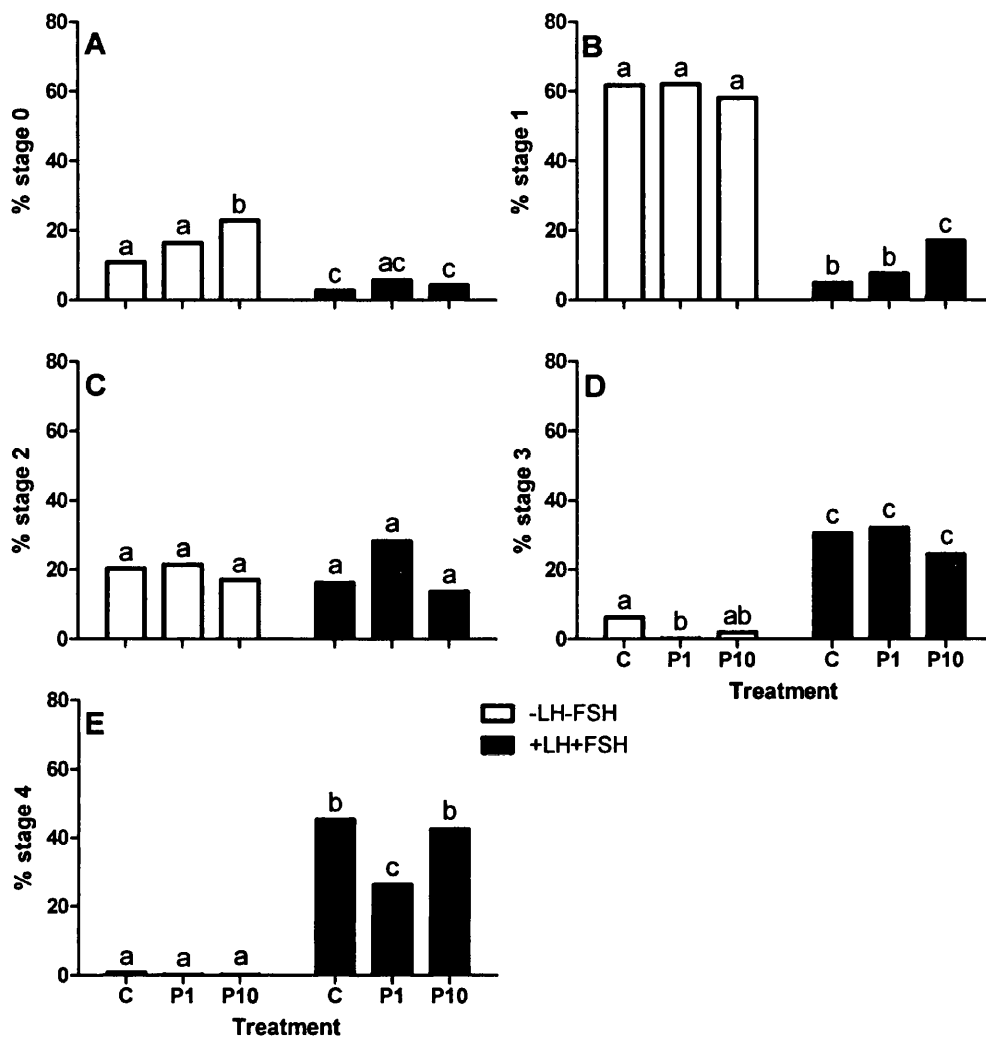 A
% stage 0
80
60
40
20
0
a
a
b
c
ac
c
B
% stage 1
80
60
40
20
0
a
a
a
b
b
c
C
% stage 2
80
60
40
20
0
a
a
a
a
a
a
D
% stage 3
80
60
40
20
0
a
b
ab
c
c
c
C P1 P10 C P1 P10
Treatment
E
% stage 4
80
60
40
20
0
a
a
a
b
c
b
C P1 P10 C P1 P10
Treatment
-LH-FSH
+LH+FSH